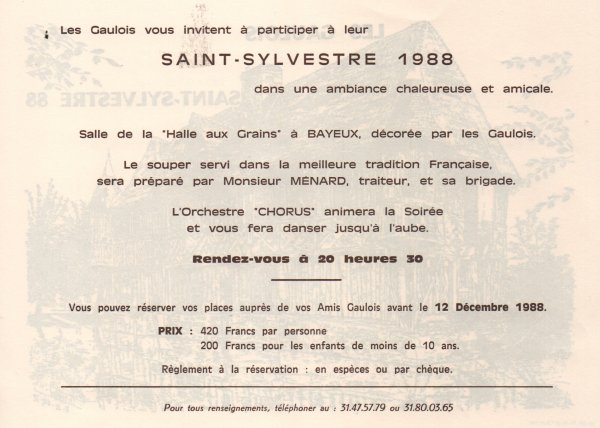 Les Gaulois vous invitent à participer à leur
SAINT-SYLVESTRE 1988
dans une ambiance chaleureuse et amicale.
Salle de la "Halle aux Grains" à BAYEUX, décorée par les Gaulois.
Le souper servi dans la meilleure tradition Française,
sera préparé par Monsieur MÉNARD, traiteur, et sa brigade.
L'Orchestre "CHORUS" animera la Soirée
et vous fera danser jusqu'à l'aube.
Rendez-vous à 20 heures 30
Vous pouvez réserver vos places auprès de vos Amis Gaulois avant le 12 Décembre 1988.
PRIX : 420 Francs par personne
200 Francs pour les enfants de moins de 10 ans.
Règlement à la réservation : en espèces ou par chèque.
Pour tous renseignements, téléphoner au : 31.47.57.79 ou 31.80.03.65